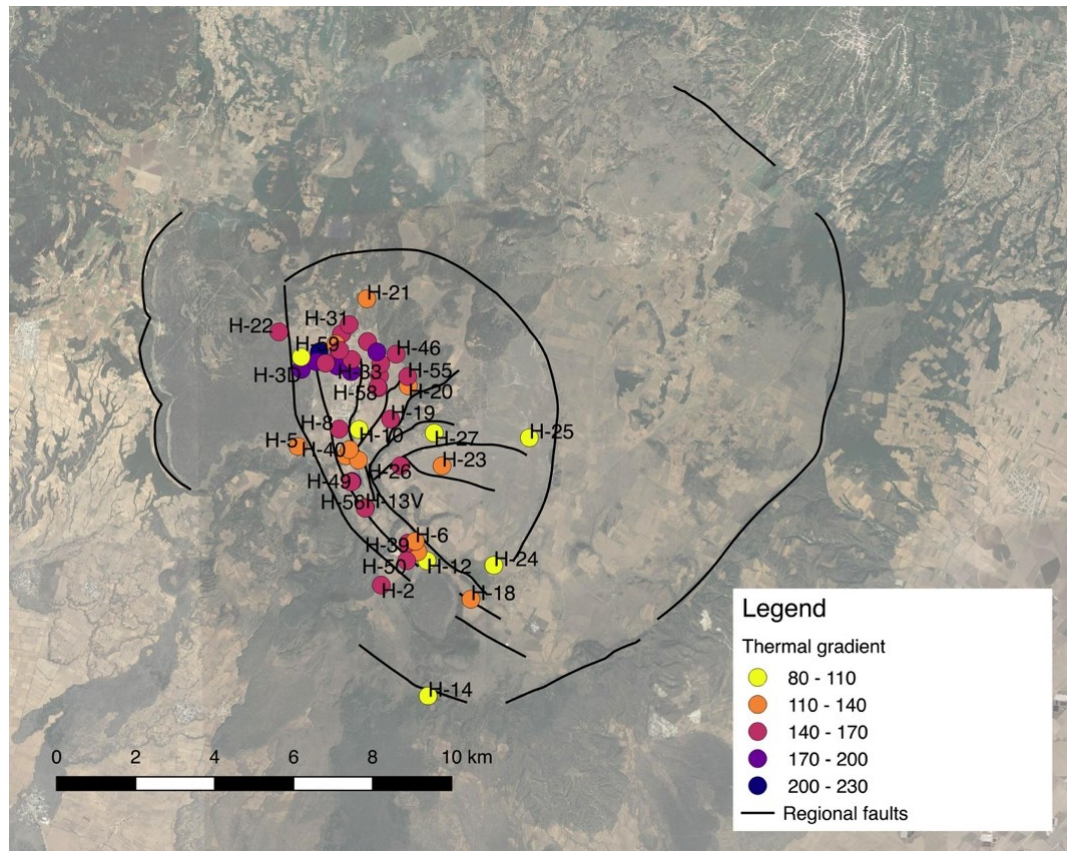 H-21
H-31
H-22
H-59
H-46
H-3D
H-33
H-55
H-58
H-20
H-19
H-8
H-10
H-27
H-25
H-5
H-40
H-23
H-26
H-49
H-56
H-13V
H-6
H-39
H-12
H-24
H-50
H-2
H-18
H-14
0 2 4 6 8 10 km
Legend
Thermal gradient
80 - 110
110 - 140
140 - 170
170 - 200
200 - 230
Regional faults